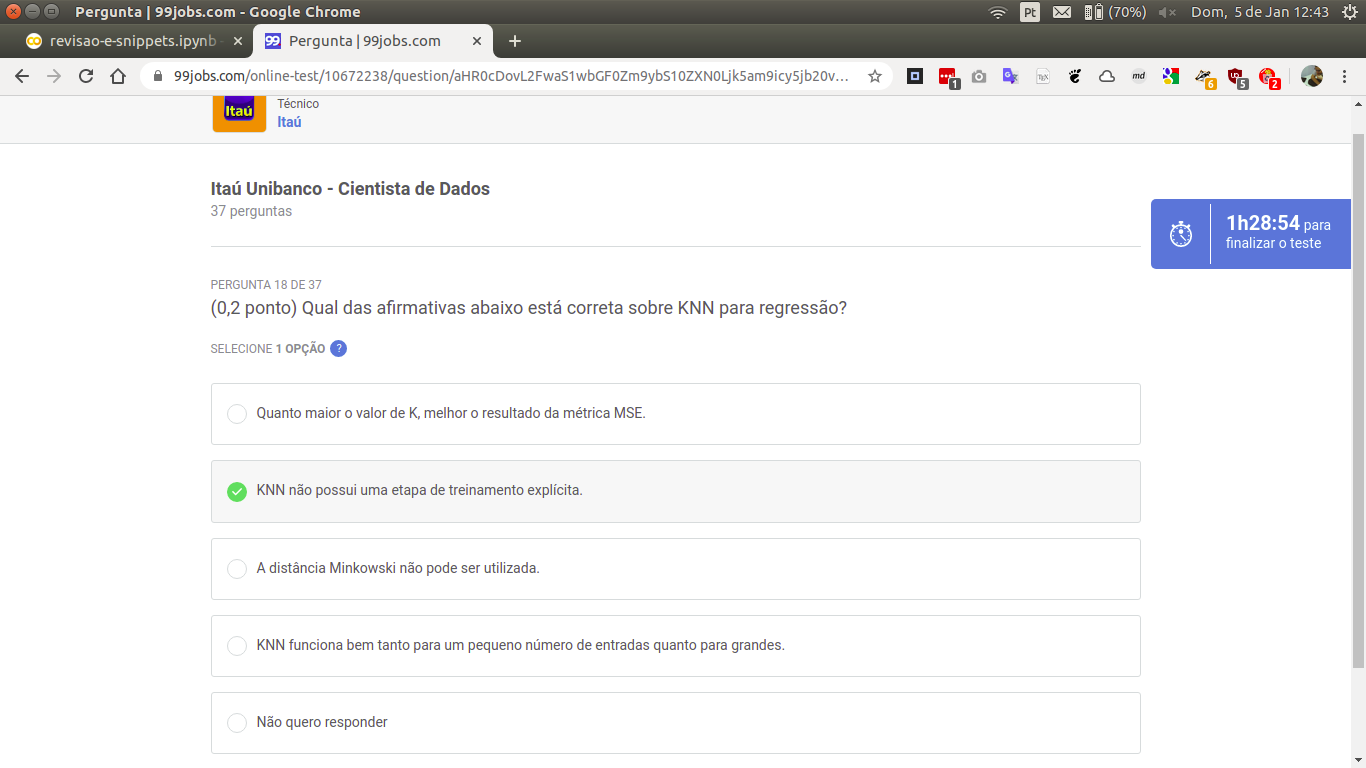 Pergunta | 99jobs.com - Google Chrome
Pt
(70%)
Dom, 5 de Jan 12:43
revisao-e-snippets.ipynb
Pergunta | 99jobs.com
99jobs.com/online-test/10672238/question/aHR0cDovL2FwaS1wbGF0Zm9ybS10ZXN0Ljk5am9icy5jb20v...
1
md
6
5
2
Itaú
Técnico
Itaú
Itaú Unibanco - Cientista de Dados
37 perguntas
1h28:54 para
finalizar o teste
PERGUNTA 18 DE 37
(0,2 ponto) Qual das afirmativas abaixo está correta sobre KNN para regressão?
SELECIONE 1 OPÇÃO ?
Quanto maior o valor de K, melhor o resultado da métrica MSE.
KNN não possui uma etapa de treinamento explícita.
A distância Minkowski não pode ser utilizada.
KNN funciona bem tanto para um pequeno número de entradas quanto para grandes.
Não quero responder